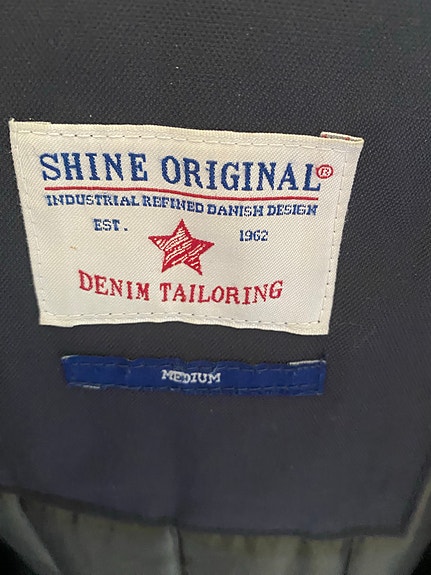 SHINE ORIGINAL®
INDUSTRIAL REFINED DANISH DESIGN
EST. 1962
DENIM TAILORING
MEDIUM